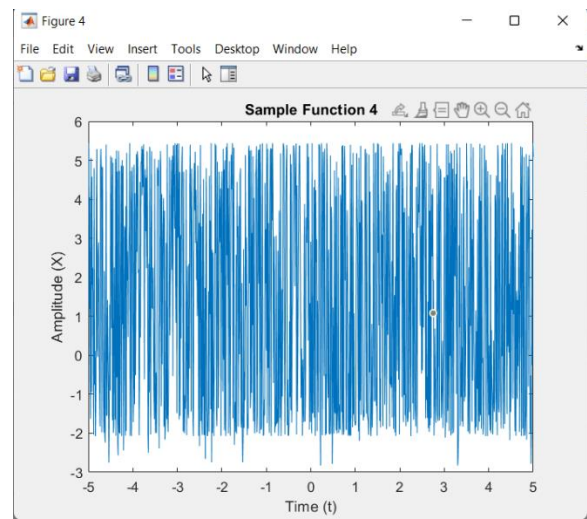 Figure 4
File Edit View Insert Tools Desktop Window Help
Sample Function 4
6
5
4
3
2
1
0
-1
-2
-3
Amplitude (X)
-5 -4 -3 -2 -1 0 1 2 3 4 5
Time (t)